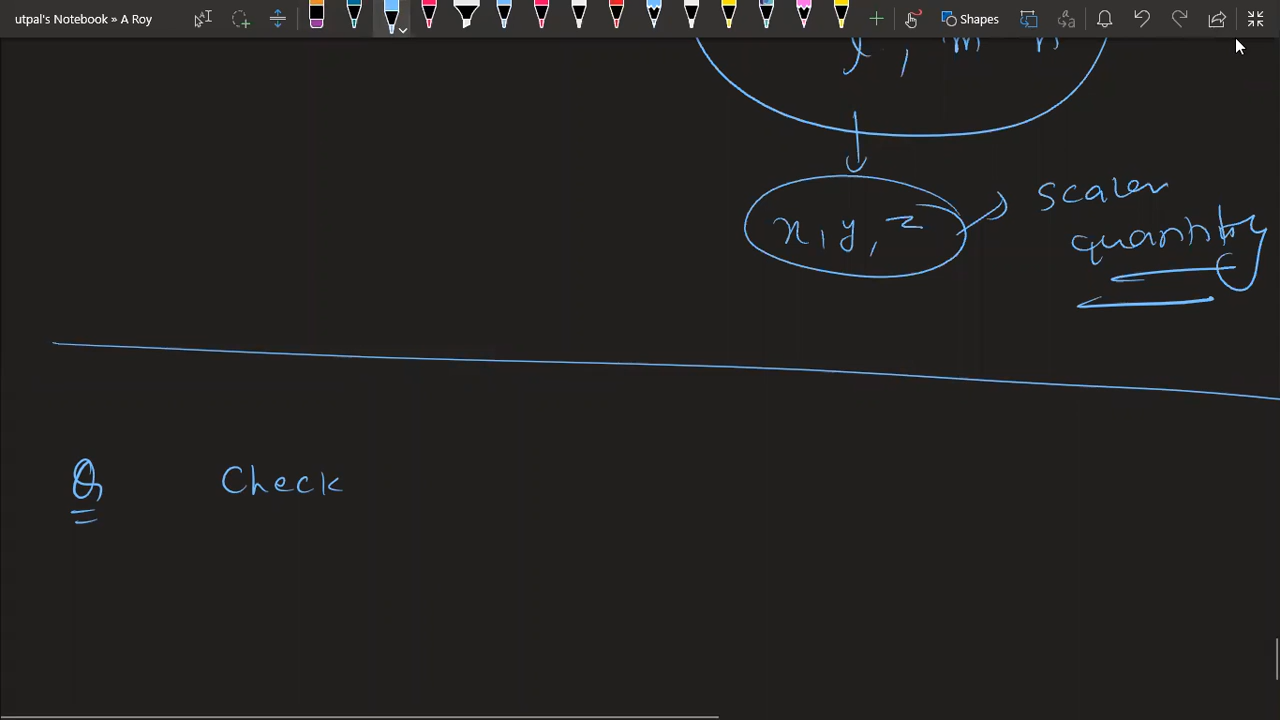 utpal's Notebook » A Roy
Shapes
l, m n
x, y, z
scaler
quantity
Q Check